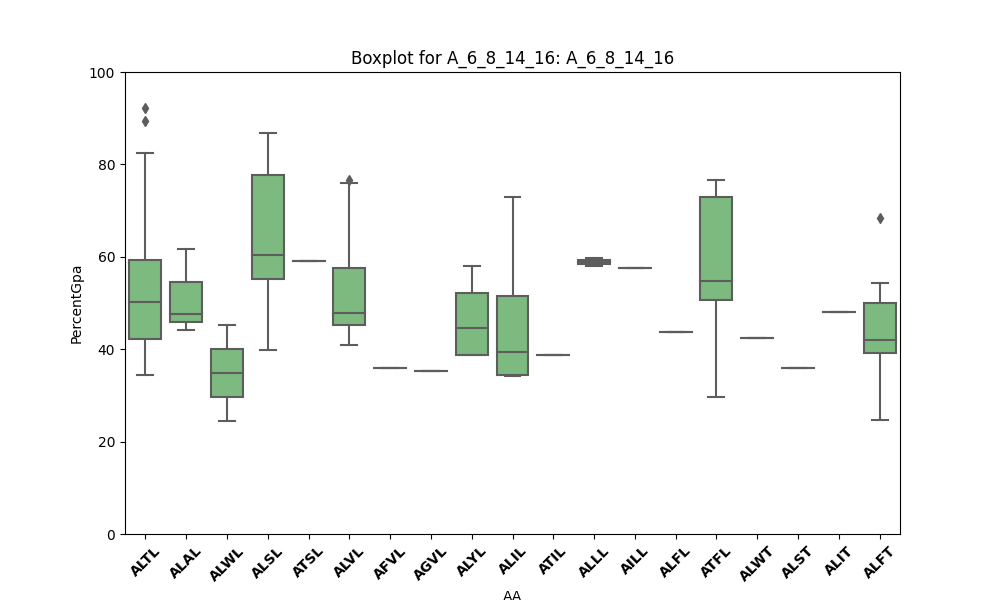 Boxplot for A_6_8_14_16: A_6_8_14_16
PercentGpa
100
80
60
40
20
0
ALTL ALAL ALWL ALSL ATSL ALVL AFVL AGVL ALYL ALIL ATIL ALLL AILL ALFL ATFL ALWT ALST ALIT ALFT
AA